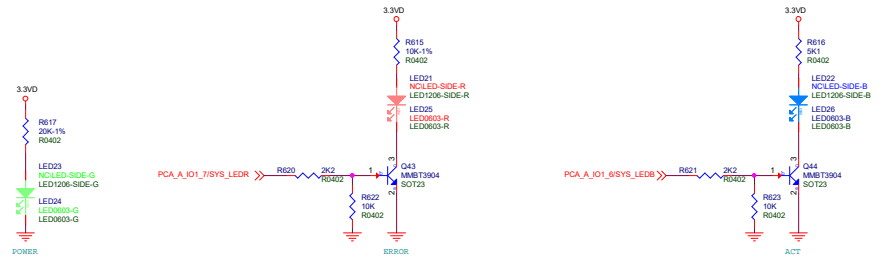 3.3VD
R617
20K-1%
R0402
LED23
NC\LED-SIDE-G
LED1206-SIDE-G
LED24
LED0603-G
LED0603-G
POWER
3.3VD
R615
10K-1%
R0402
LED21
NC\LED-SIDE-R
LED1206-SIDE-R
LED25
LED0603-R
LED0603-R
PCA_A_IO1_7/SYS_LEDR
R620
2K2
R0402
1
3
2
Q43
MMBT3904
SOT23
R622
10K
R0402
ERROR
3.3VD
R616
5K1
R0402
LED22
NC\LED-SIDE-B
LED1206-SIDE-B
LED26
LED0603-B
LED0603-B
PCA_A_IO1_6/SYS_LEDB
R621
2K2
R0402
1
3
2
Q44
MMBT3904
SOT23
R623
10K
R0402
ACT